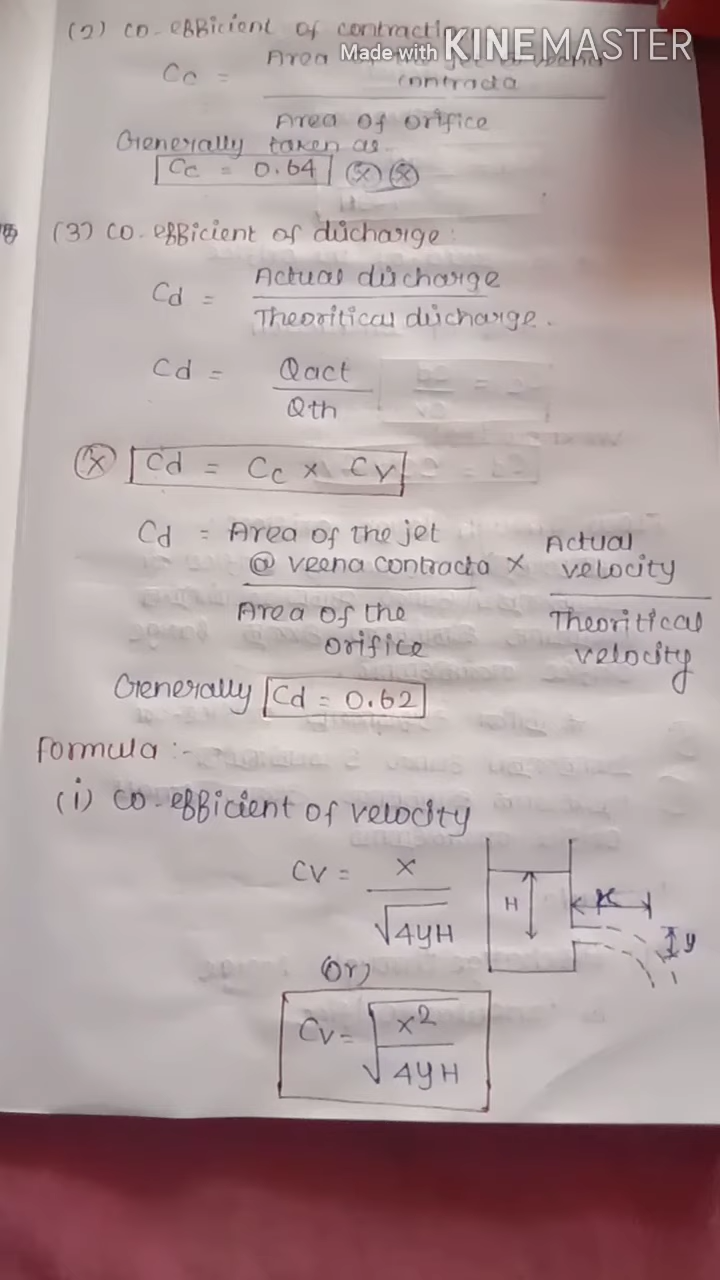 (2) co-efficient of contracti
Made with KINEMASTER
Area
contracta
Cc =
Area of orifice
Generally taken as
Cc = 0.64 (x) (x)
(3) co-efficient of discharge:
Cd = Actual discharge
Theoritical discharge.
Cd = Qact
Qth
(x) Cd = Cc x Cv
Cd = Area of the jet
@ veena contracta x Actual velocity
Area of the orifice
Theoritical velocity
Generally Cd = 0.62
Formula :-
(i) co-efficient of velocity
Cv = x
√4yH
(or)
Cv = √x²
4yH
H
x
y